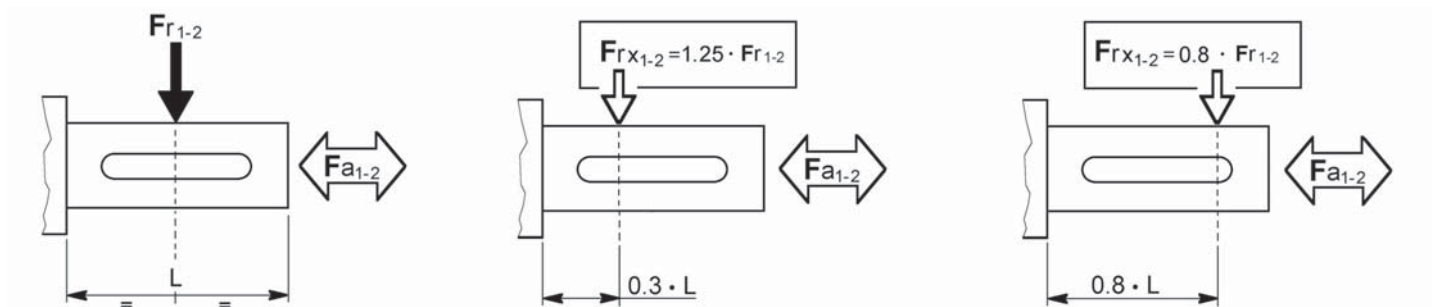 Fr1-2
Fa1-2
L
= =
Frx1-2=1.25 · Fr1-2
Fa1-2
0.3 · L
Frx1-2=0.8 · Fr1-2
Fa1-2
0.8 · L